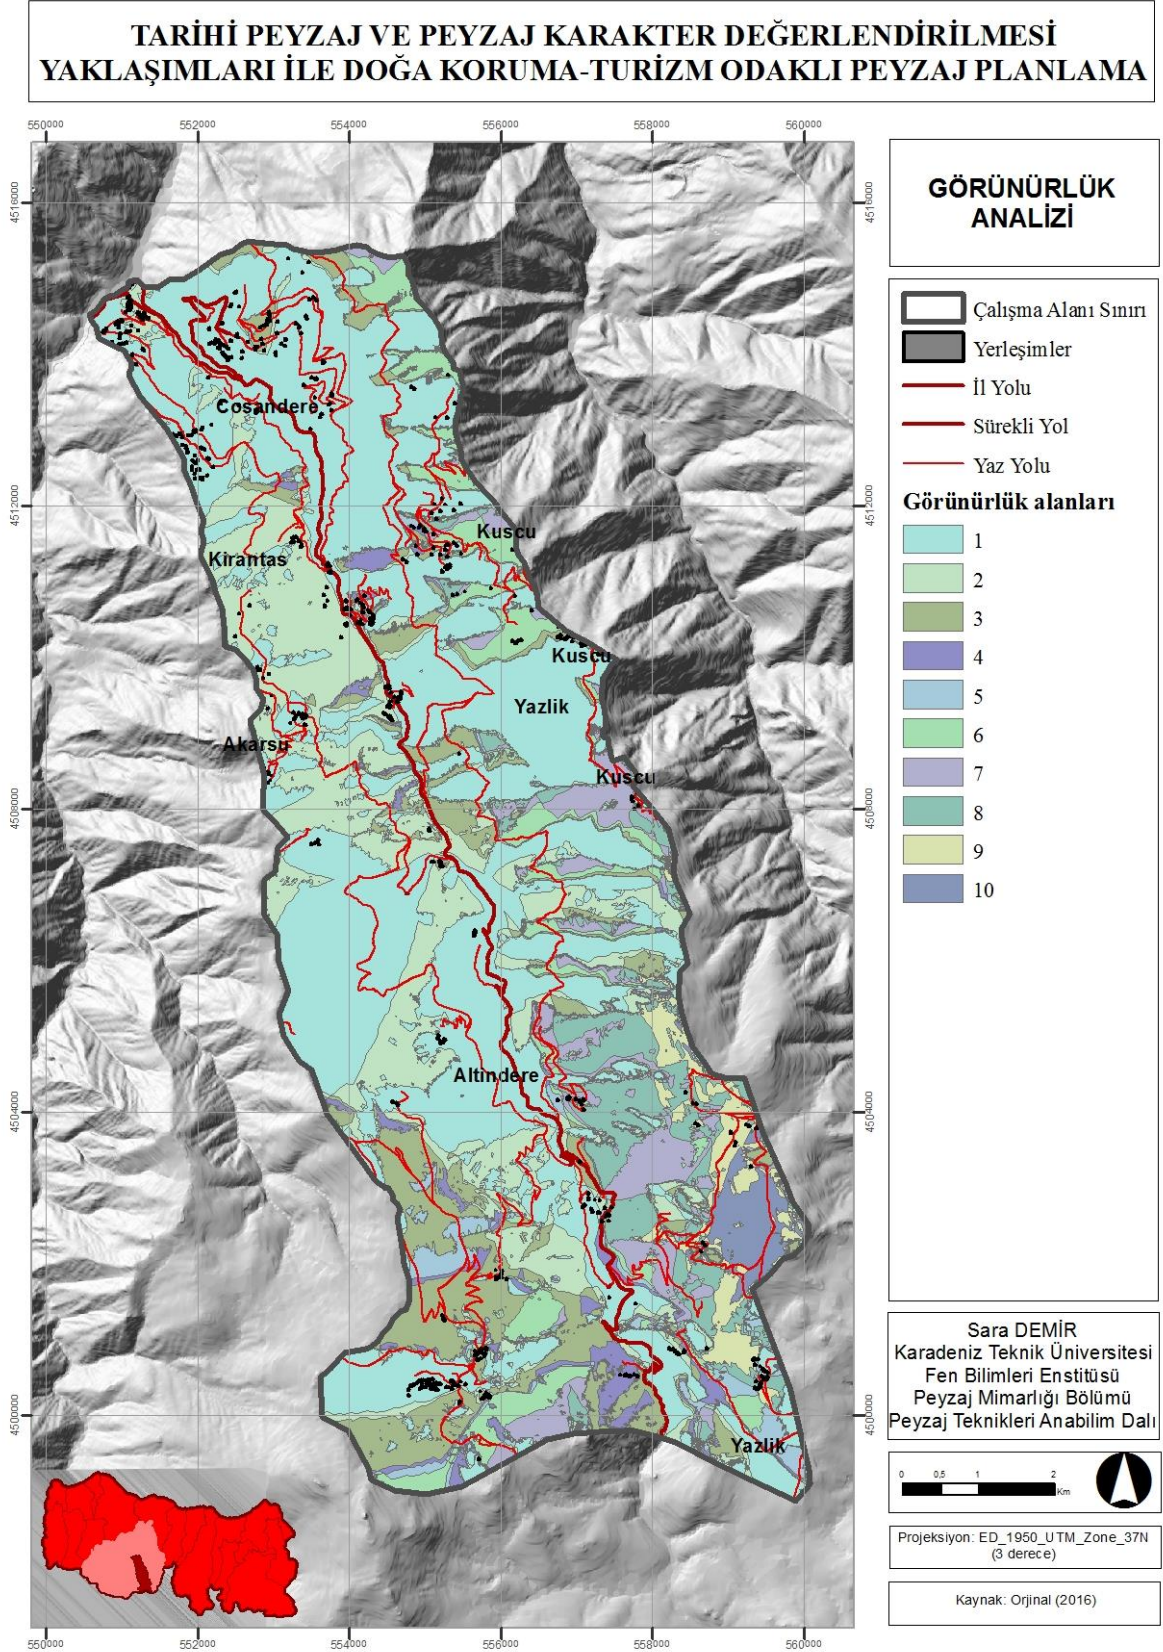 TARİHİ PEYZAJ VE PEYZAJ KARAKTER DEĞERLENDİRİLMESİ
YAKLAŞIMLARI İLE DOĞA KORUMA-TURİZM ODAKLI PEYZAJ PLANLAMA
550000 552000 554000 556000 558000 560000
4516000 4516000
4512000 4512000
4508000 4508000
4504000 4504000
4500000 4500000
Cosandere
Kuscu
Kirantas
Kuscu
Yazlik
Akarsu
Kuscu
Altindere
Yazlik
550000 552000 554000 556000 558000 560000
GÖRÜNÜRLÜK
ANALİZİ
Çalışma Alanı Sınırı
Yerleşimler
İl Yolu
Sürekli Yol
Yaz Yolu
Görünürlük alanları
1
2
3
4
5
6
7
8
9
10
Sara DEMİR
Karadeniz Teknik Üniversitesi
Fen Bilimleri Enstitüsü
Peyzaj Mimarlığı Bölümü
Peyzaj Teknikleri Anabilim Dalı
0 0,5 1 2
Km
Projeksiyon: ED_1950_UTM_Zone_37N
(3 derece)
Kaynak: Orjinal (2016)